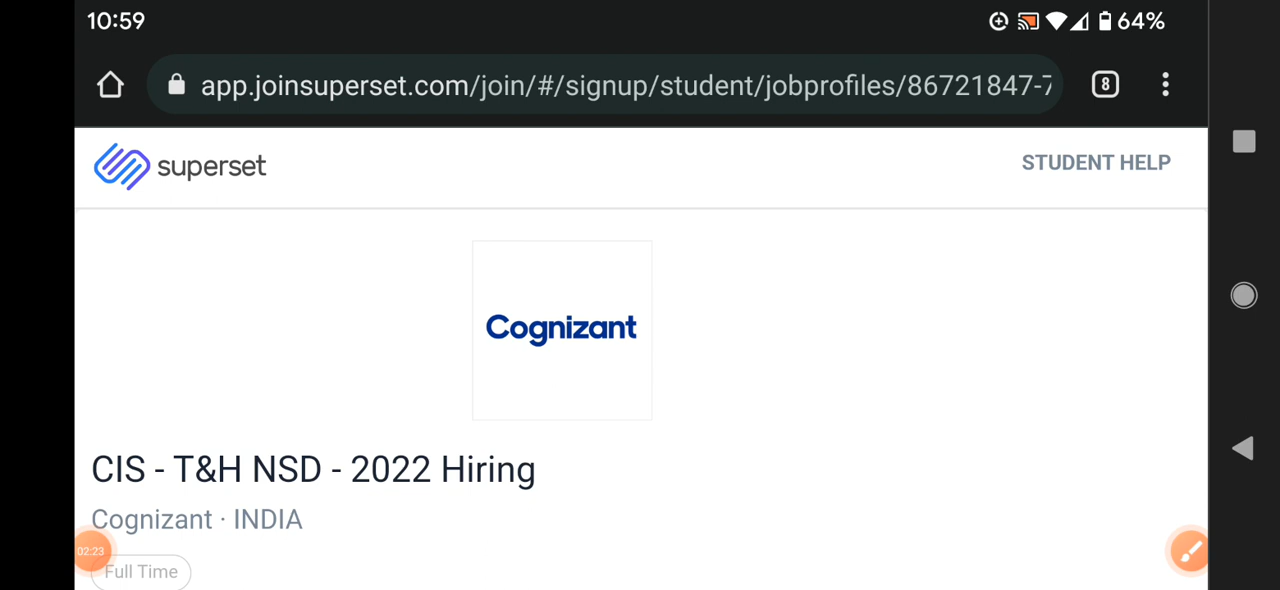 10:59
64%
app.joinsuperset.com/join/#/signup/student/jobprofiles/86721847-7
8
superset
STUDENT HELP
Cognizant
CIS - T&H NSD - 2022 Hiring
Cognizant · INDIA
02:23
Full Time